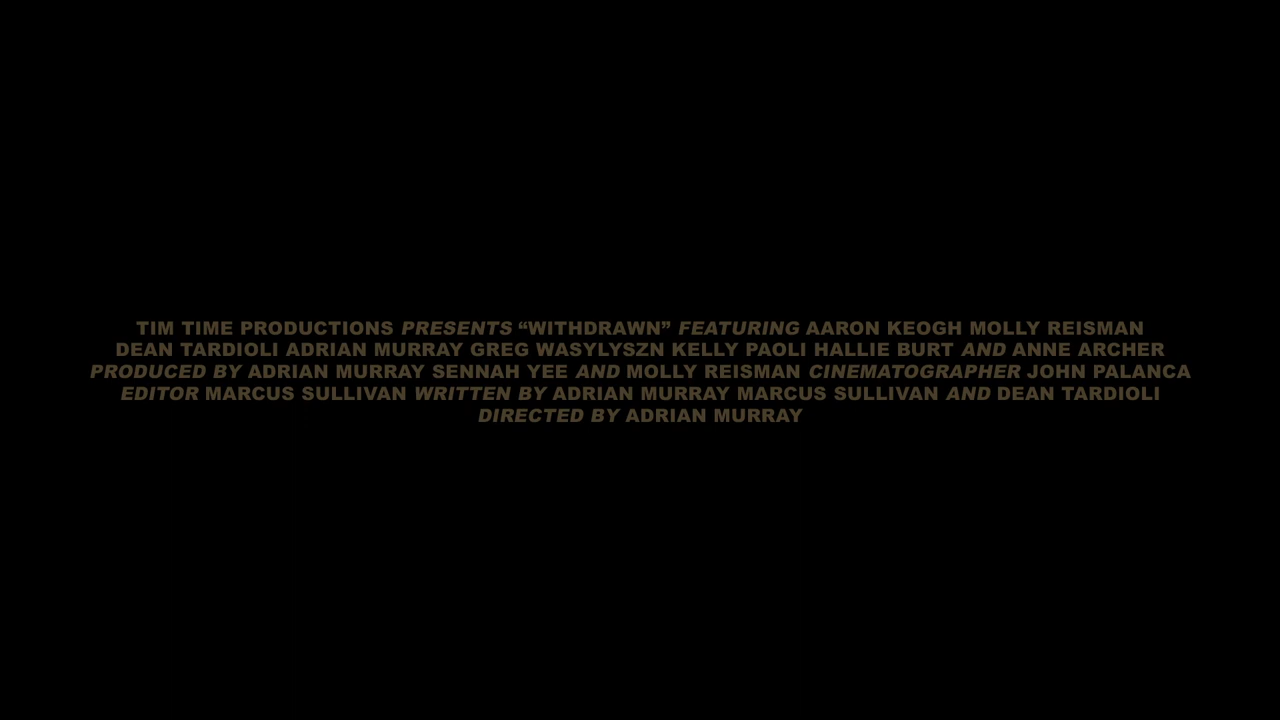 TIM TIME PRODUCTIONS PRESENTS “WITHDRAWN” FEATURING AARON KEOGH MOLLY REISMAN
DEAN TARDIOLI ADRIAN MURRAY GREG WASYLYSZN KELLY PAOLI HALLIE BURT AND ANNE ARCHER
PRODUCED BY ADRIAN MURRAY SENNAH YEE AND MOLLY REISMAN CINEMATOGRAPHER JOHN PALANCA
EDITOR MARCUS SULLIVAN WRITTEN BY ADRIAN MURRAY MARCUS SULLIVAN AND DEAN TARDIOLI
DIRECTED BY ADRIAN MURRAY